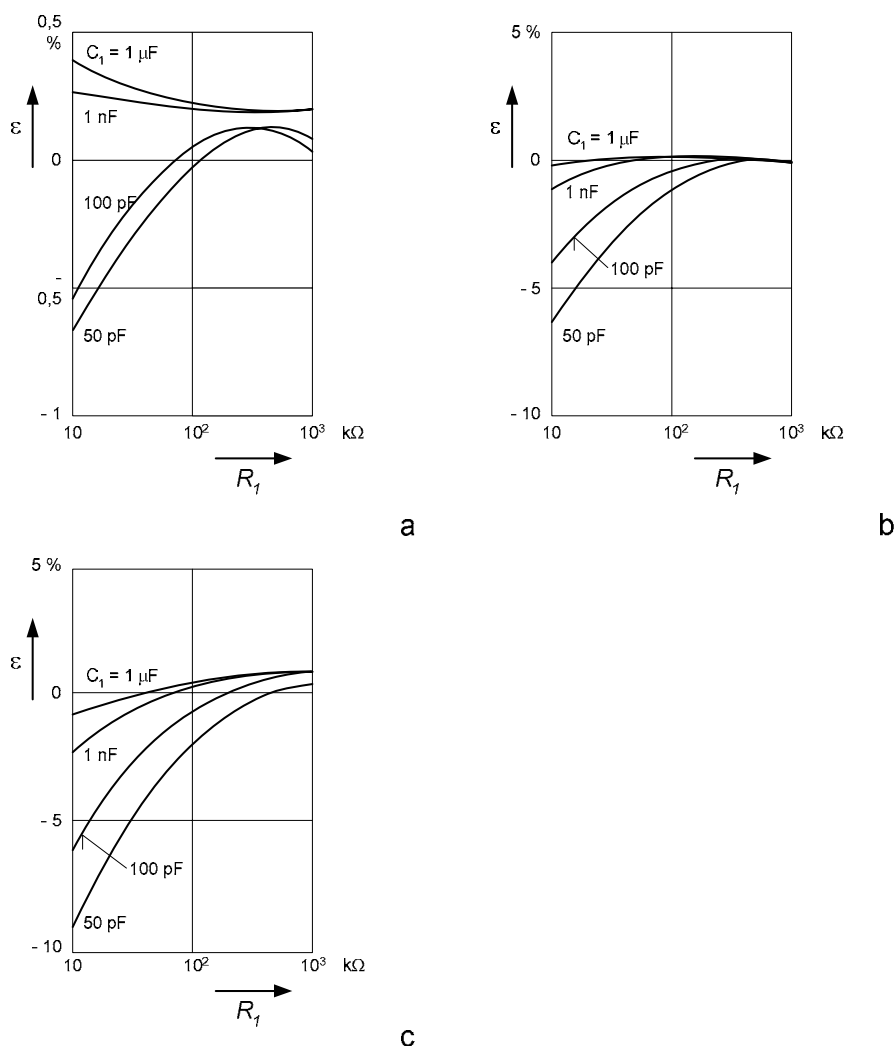 0,5
%
C1 = 1 µF
ε
1 nF
0
100 pF
-
0,5
50 pF
- 1
10
10²
10³
kΩ
R1
a
5 %
C1 = 1 µF
ε
0
1 nF
100 pF
- 5
50 pF
- 10
10
10²
10³
kΩ
R1
b
5 %
ε
C1 = 1 µF
0
1 nF
- 5
100 pF
50 pF
- 10
10
10²
10³
kΩ
R1
c